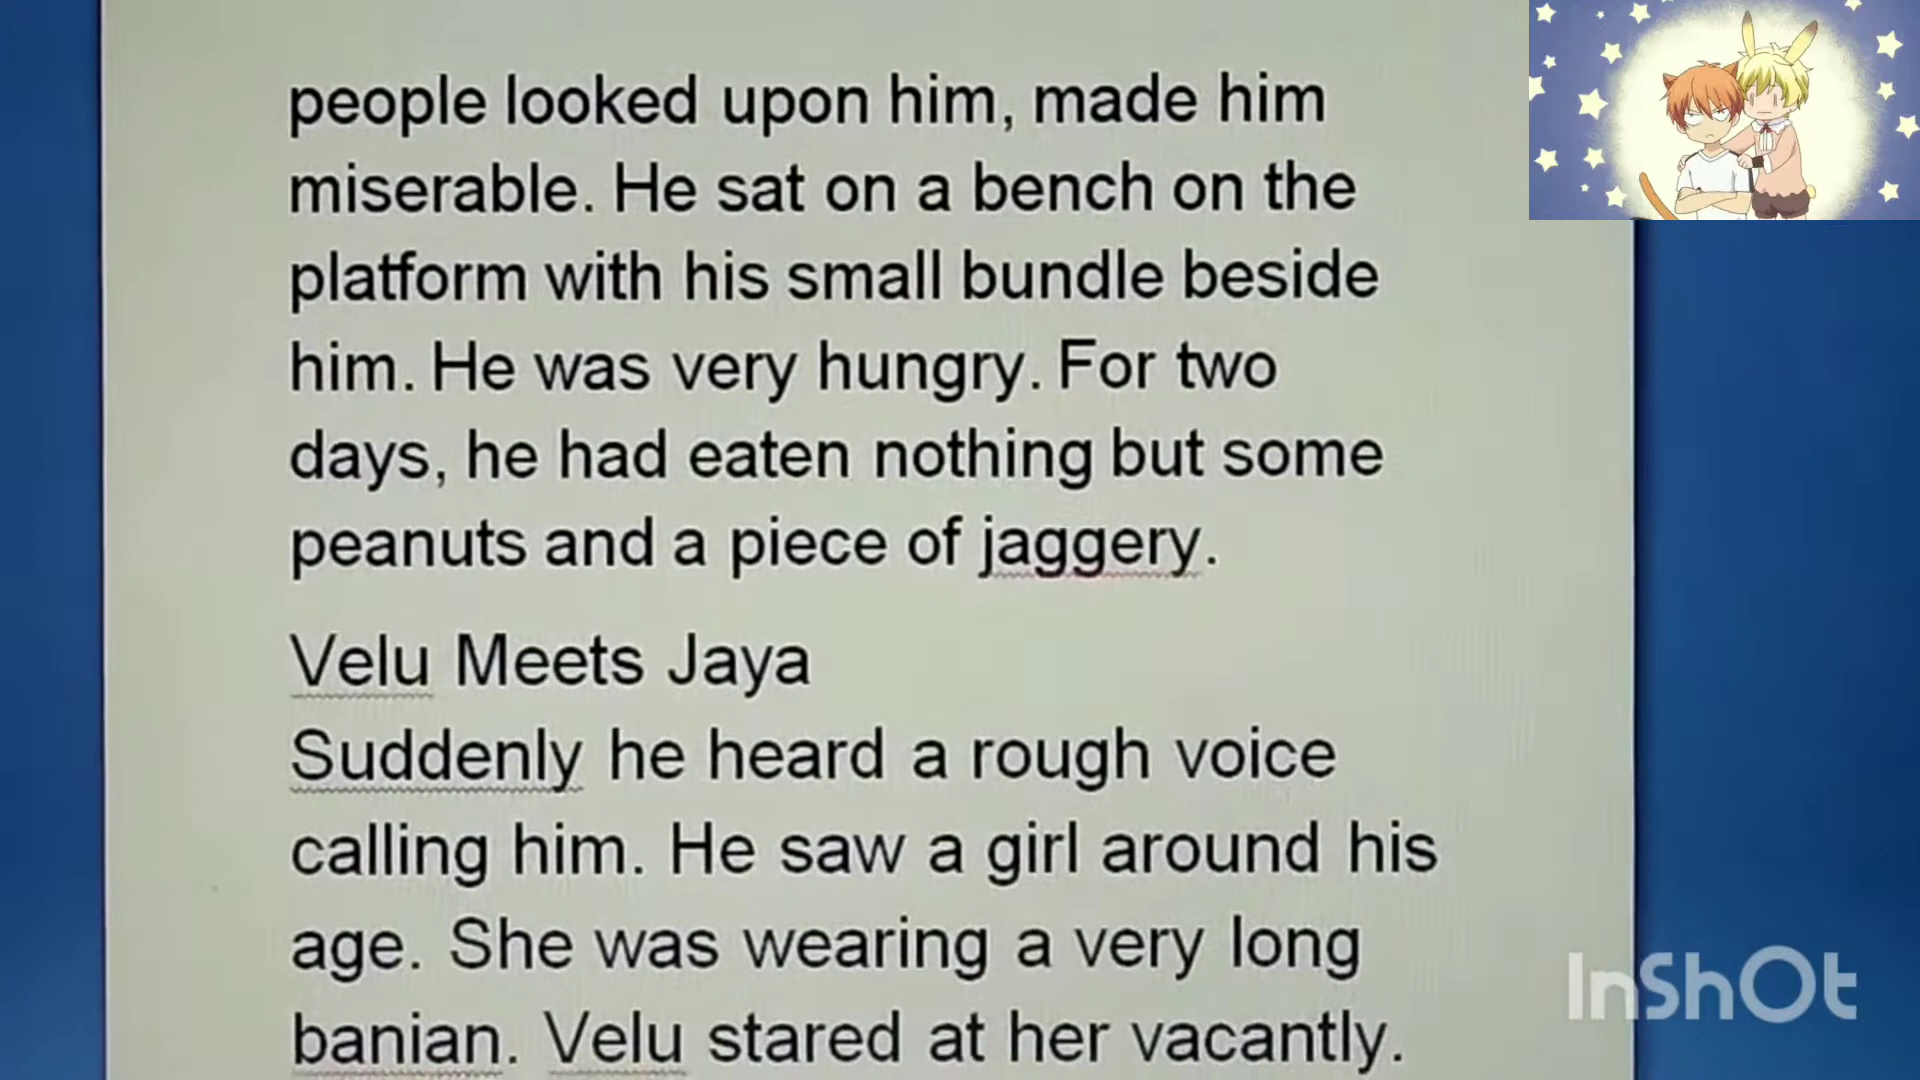 people looked upon him, made him
miserable. He sat on a bench on the
platform with his small bundle beside
him. He was very hungry. For two
days, he had eaten nothing but some
peanuts and a piece of jaggery.
Velu Meets Jaya
Suddenly he heard a rough voice
calling him. He saw a girl around his
age. She was wearing a very long
banian. Velu stared at her vacantly.
InShOt